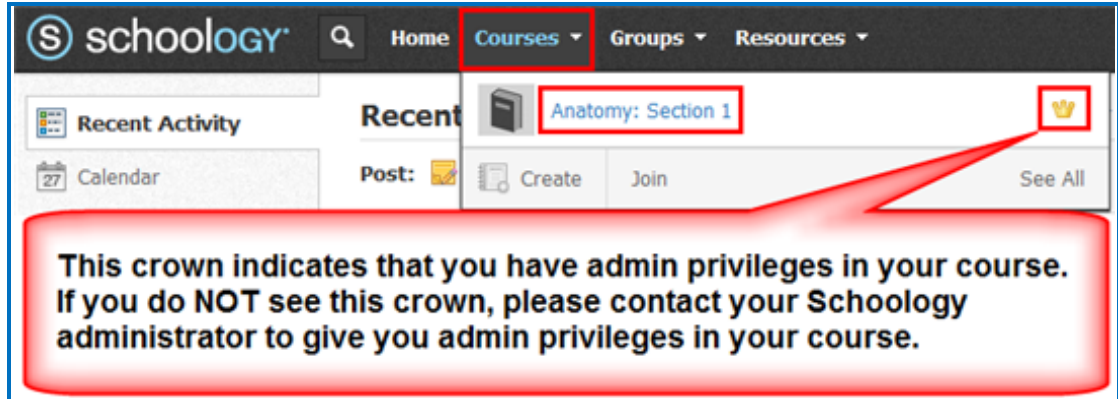 S schoology Home Courses Groups Resources
Recent Activity Recent Anatomy: Section 1
27 Calendar Post: Create Join See All
This crown indicates that you have admin privileges in your course.
If you do NOT see this crown, please contact your Schoology
administrator to give you admin privileges in your course.